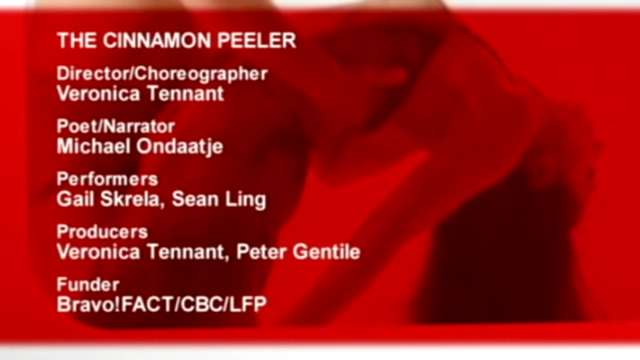 THE CINNAMON PEELER
Director/Choreographer
Veronica Tennant
Poet/Narrator
Michael Ondaatje
Performers
Gail Skrela, Sean Ling
Producers
Veronica Tennant, Peter Gentile
Funder
Bravo!FACT/CBC/LFP